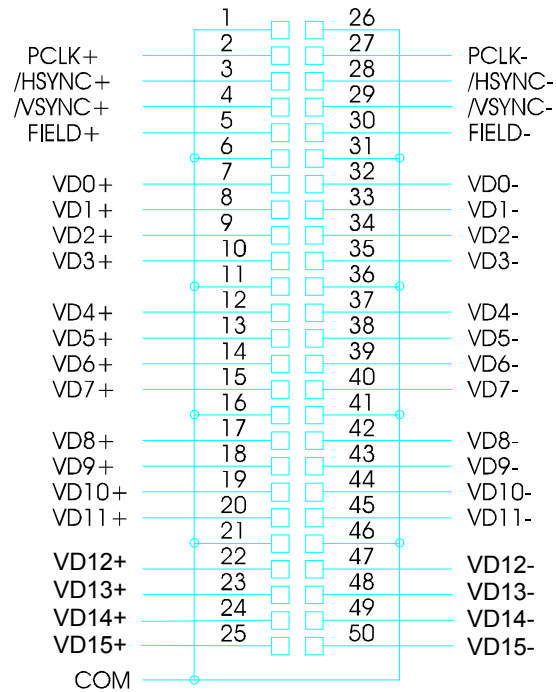 1 26
PCLK+ 2 27 PCLK-
/HSYNC+ 3 28 /HSYNC-
/VSYNC+ 4 29 /VSYNC-
FIELD+ 5 30 FIELD-
6 31
VD0+ 7 32 VD0-
VD1+ 8 33 VD1-
VD2+ 9 34 VD2-
VD3+ 10 35 VD3-
11 36
VD4+ 12 37 VD4-
VD5+ 13 38 VD5-
VD6+ 14 39 VD6-
VD7+ 15 40 VD7-
16 41
VD8+ 17 42 VD8-
VD9+ 18 43 VD9-
VD10+ 19 44 VD10-
VD11+ 20 45 VD11-
21 46
VD12+ 22 47 VD12-
VD13+ 23 48 VD13-
VD14+ 24 49 VD14-
VD15+ 25 50 VD15-
COM